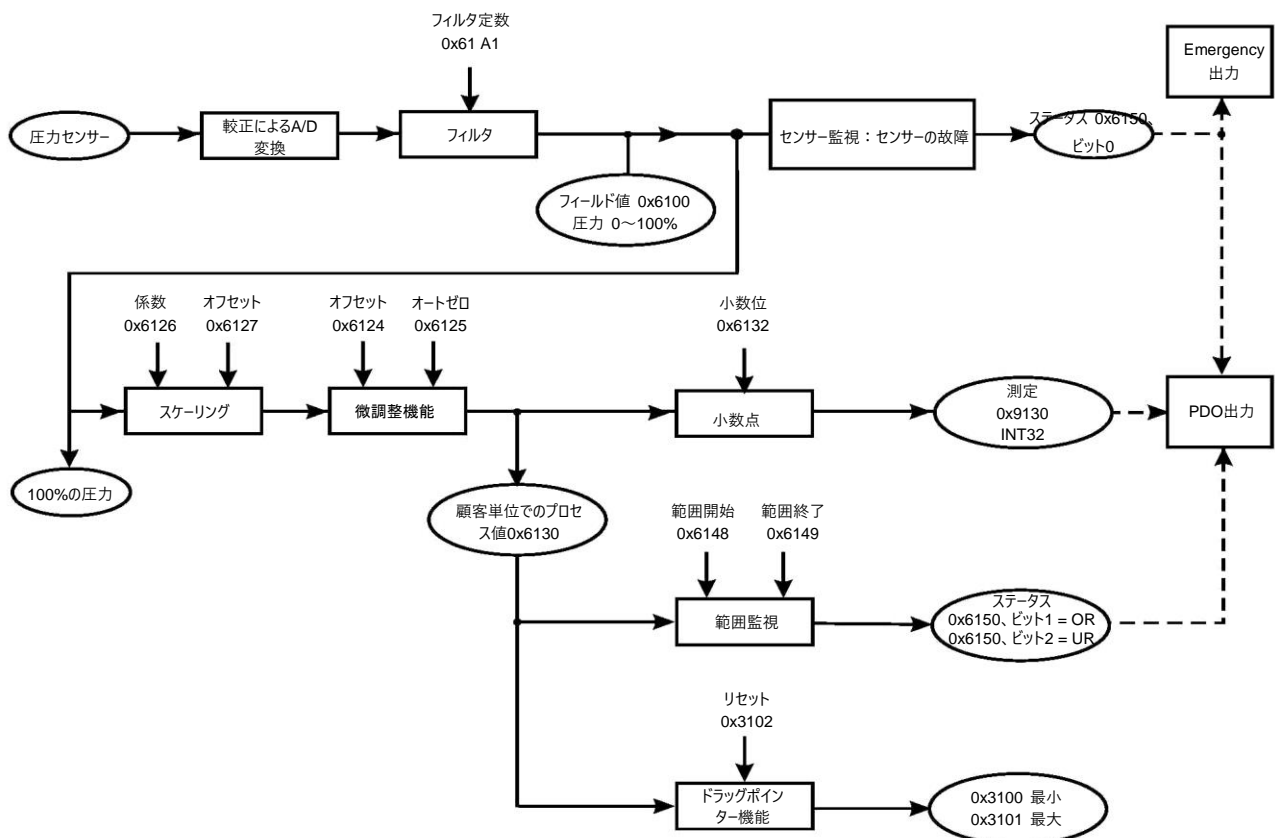 フィルタ定数
0x61 A1
Emergency
出力
圧力センサー
較正によるA/D
変換
フィルタ
センサー監視：センサーの故障
ステータス 0x6150、
ビット0
フィールド値 0x6100
圧力 0～100%
係数
0x6126
オフセット
0x6127
オフセット
0x6124
オートゼロ
0x6125
小数位
0x6132
スケーリング
微調整機能
小数点
測定
0x9130
INT32
PDO出力
100%の圧力
顧客単位でのプロセ
ス値0x6130
範囲開始
0x6148
範囲終了
0x6149
範囲監視
ステータス
0x6150、ビット1 = OR
0x6150、ビット2 = UR
リセット
0x3102
ドラッグポイン
ター機能
0x3100 最小
0x3101 最大